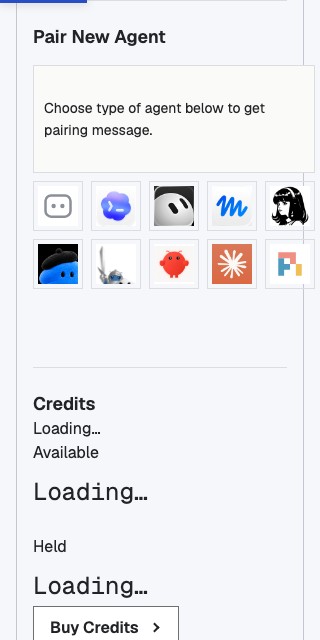 Pair New Agent
Choose type of agent below to get
pairing message.
Credits
Loading…
Available
Loading…
Held
Loading…
Buy Credits